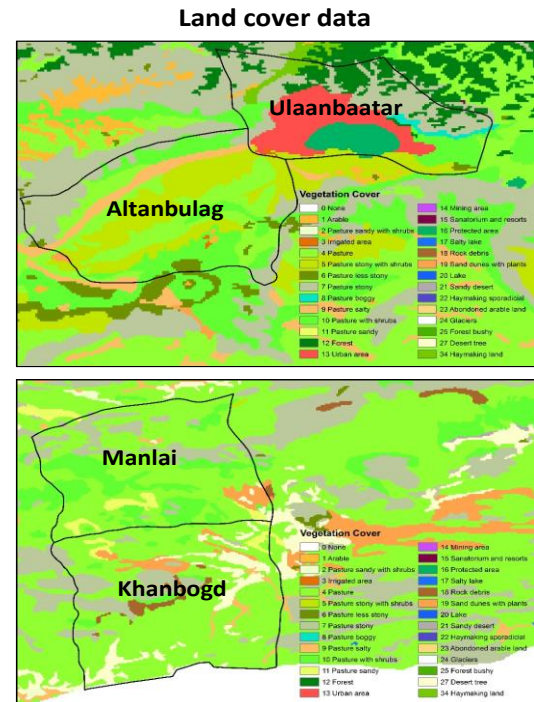 Land cover data
Ulaanbaatar
Altanbulag
Vegetation Cover
0 None
1 Arable
2 Pasture sandy with shrubs
3 Irrigated area
4 Pasture
5 Pasture stony with shrubs
6 Pasture less stony
7 Pasture stony
8 Pasture boggy
9 Pasture salty
10 Pasture with shrubs
11 Pasture sandy
12 Forest
13 Urban area
14 Mining area
15 Sanatorium and resorts
16 Protected area
17 Salty lake
18 Rock debris
19 Sand dunes with plants
20 Lake
21 Sandy desert
22 Haymaking sporadicial
23 Abondoned arable land
24 Glaciers
25 Forest bushy
27 Desert tree
34 Haymaking land
Manlai
Khanbogd
Vegetation Cover
0 None
1 Arable
2 Pasture sandy with shrubs
3 Irrigated area
4 Pasture
5 Pasture stony with shrubs
6 Pasture less stony
7 Pasture stony
8 Pasture boggy
9 Pasture salty
10 Pasture with shrubs
11 Pasture sandy
12 Forest
13 Urban area
14 Mining area
15 Sanatorium and resorts
16 Protected area
17 Salty lake
18 Rock debris
19 Sand dunes with plants
20 Lake
21 Sandy desert
22 Haymaking sporadicial
23 Abondoned arable land
24 Glaciers
25 Forest bushy
27 Desert tree
34 Haymaking land